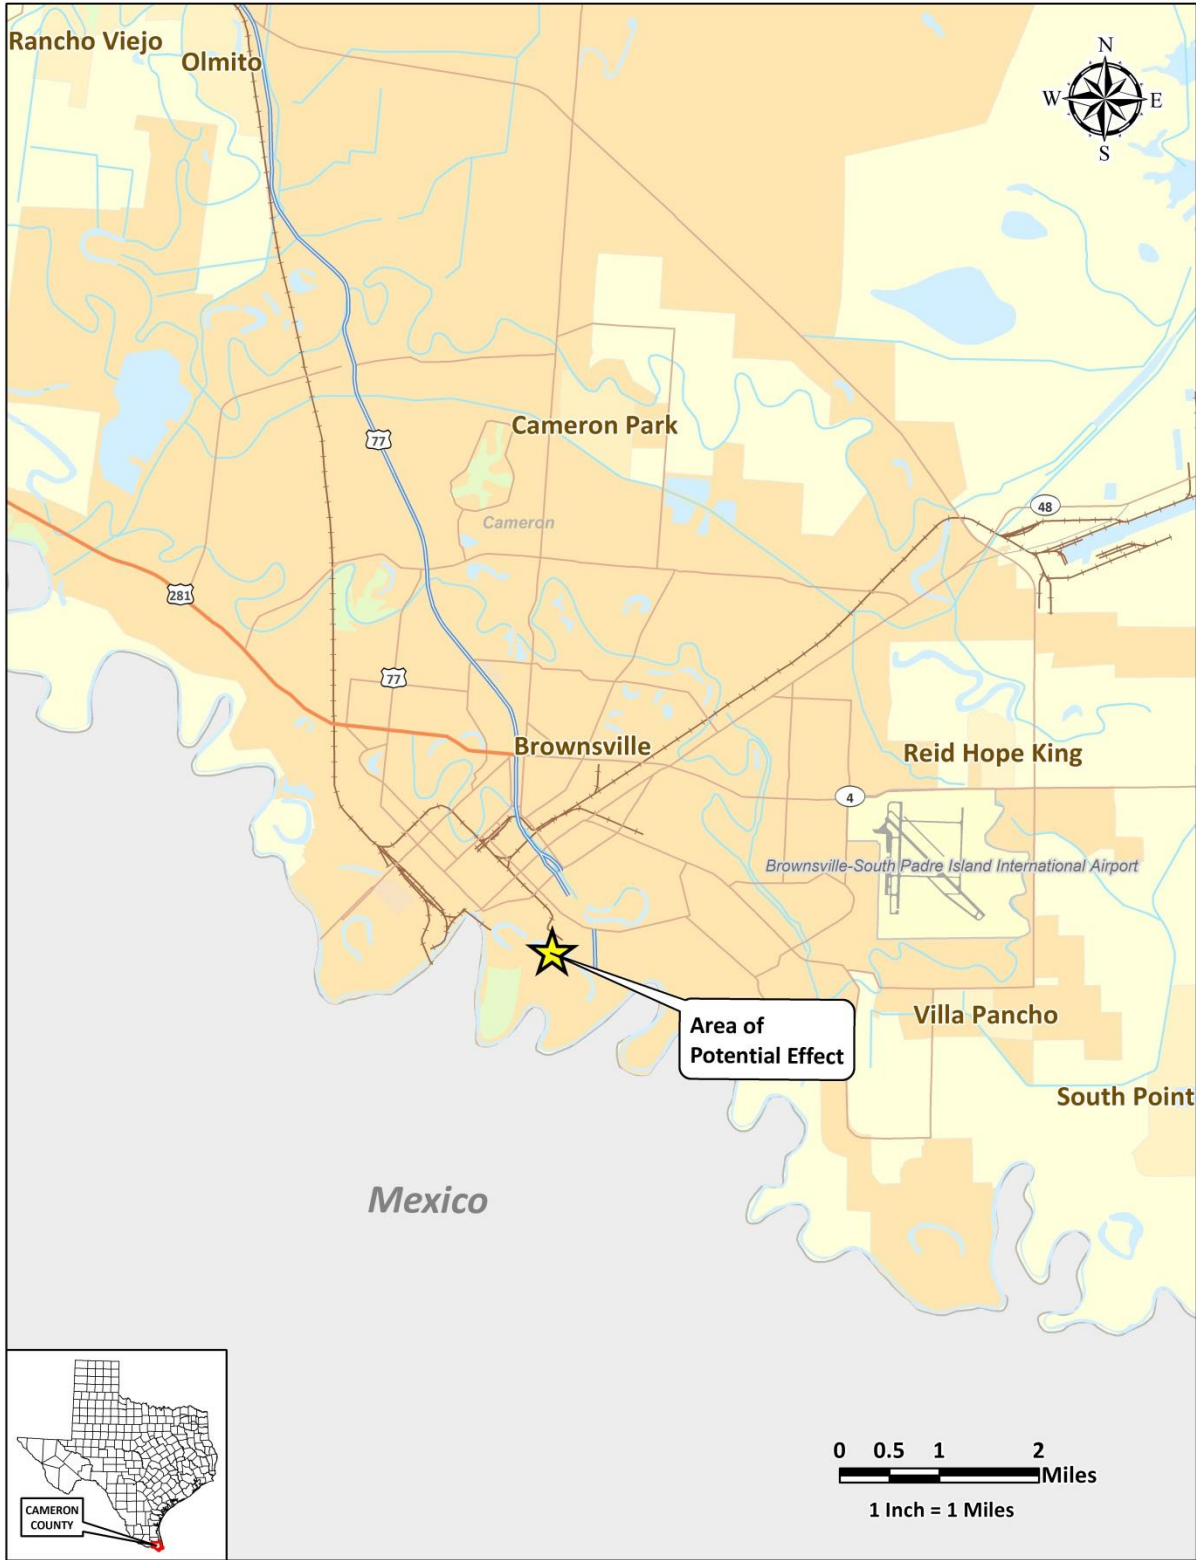 Rancho Viejo
Olmito
N
W
E
S
Cameron Park
77
Cameron
48
281
77
Brownsville
Reid Hope King
4
Brownsville-South Padre Island International Airport
Area of
Potential Effect
Villa Pancho
South Point
Mexico
CAMERON
COUNTY
0 0.5 1 2
Miles
1 Inch = 1 Miles